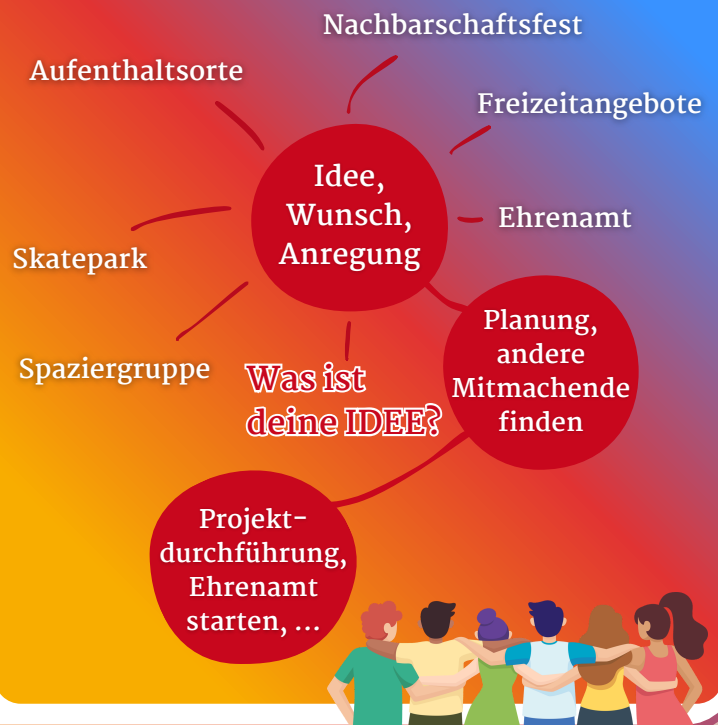 Nachbarschaftsfest
Aufenthaltsorte
Freizeitangebote
Idee,
Wunsch,
Anregung
Ehrenamt
Skatepark
Spaziergruppe
Was ist
deine IDEE?
Planung,
andere
Mitmachende
finden
Projekt-
durchführung,
Ehrenamt
starten, ...